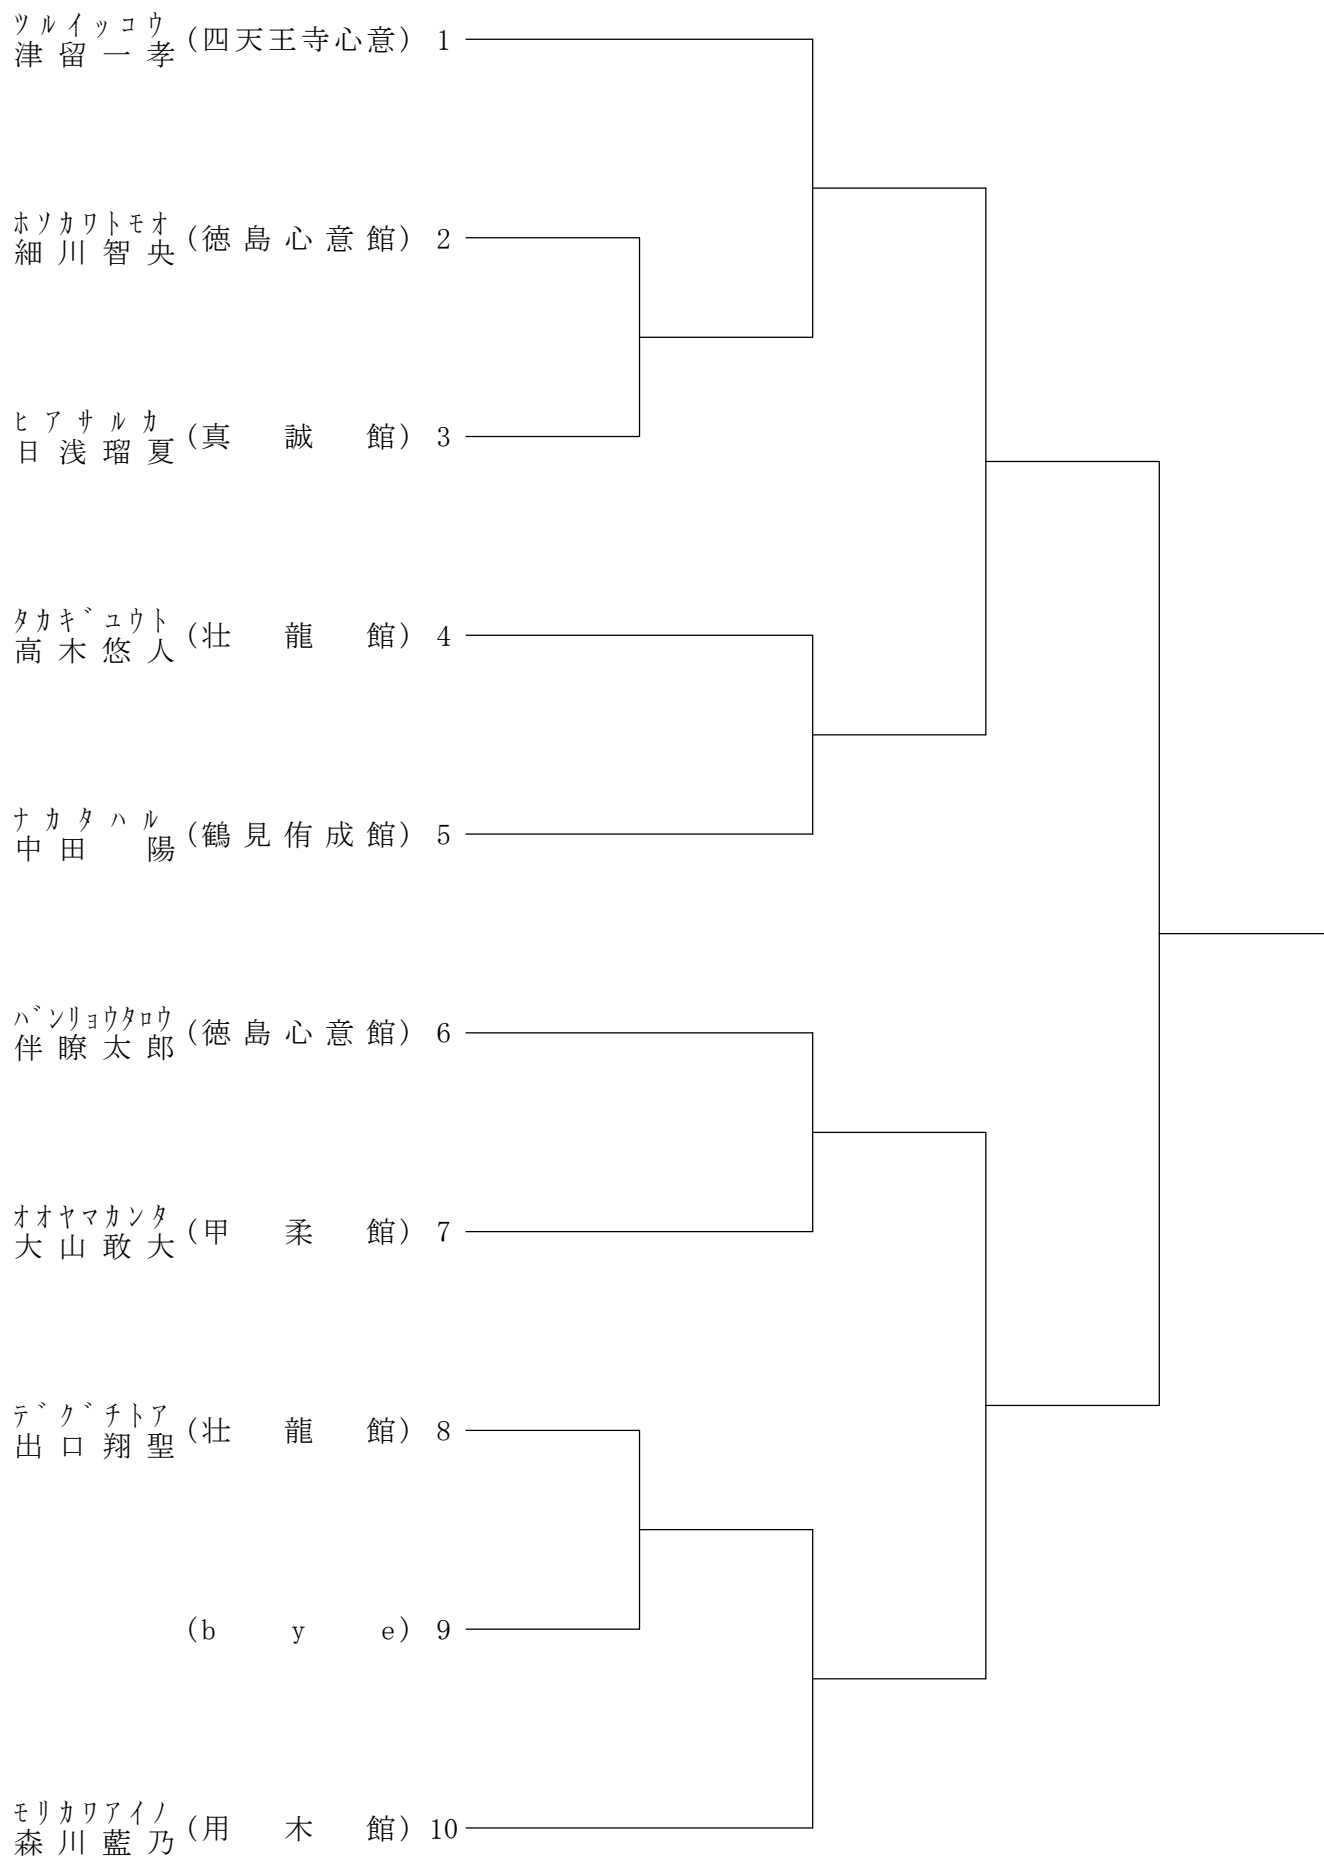 ツルイッコウ
津留一孝 (四天王寺心意) 1
ホソカワトモオ
細川智央 (徳島心意館) 2
ヒアサルカ
日浅瑠夏 (真誠館) 3
タカギユウト
高木悠人 (壮龍館) 4
ナカタハル
中田陽 (鶴見侑成館) 5
バンリョウタロウ
伴瞭太郎 (徳島心意館) 6
オオヤマカンタ
大山敢大 (甲柔館) 7
デグチトア
出口翔聖 (壮龍館) 8
(bye) 9
モリカワアイノ
森川藍乃 (用木館) 10